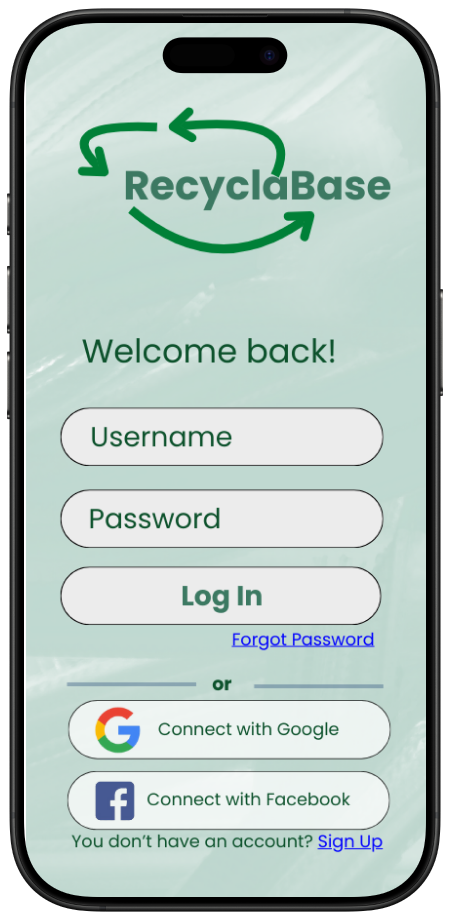 RecyclaBase
Welcome back!
Username
Password
Log In
Forgot Password
or
Connect with Google
Connect with Facebook
You don’t have an account? Sign Up